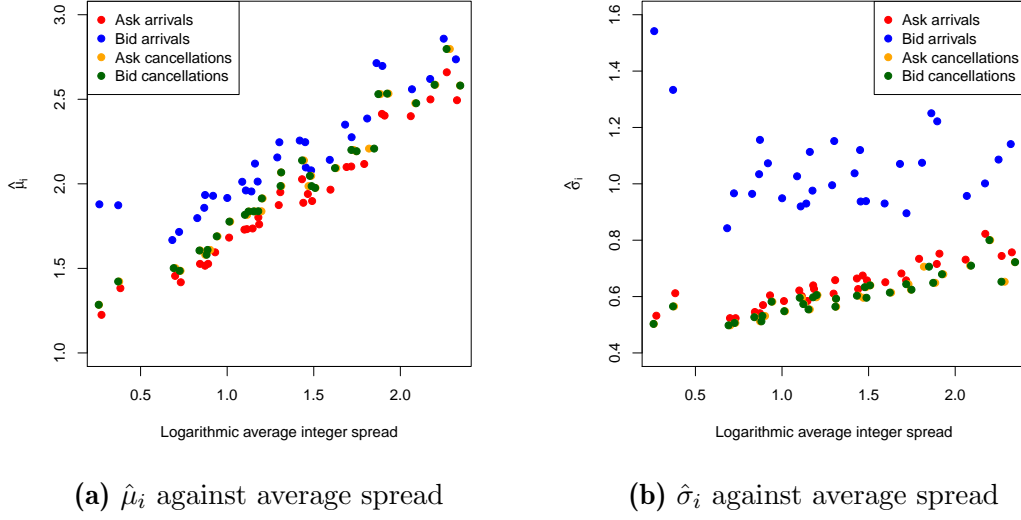 Ask arrivals
Bid arrivals
Ask cancellations
Bid cancellations
μ̂ᵢ
3.0
2.5
2.0
1.5
1.0
0.5 1.0 1.5 2.0
Logarithmic average integer spread
(a) μ̂ᵢ against average spread
Ask arrivals
Bid arrivals
Ask cancellations
Bid cancellations
σ̂ᵢ
1.6
1.4
1.2
1.0
0.8
0.6
0.4
0.5 1.0 1.5 2.0
Logarithmic average integer spread
(b) σ̂ᵢ against average spread